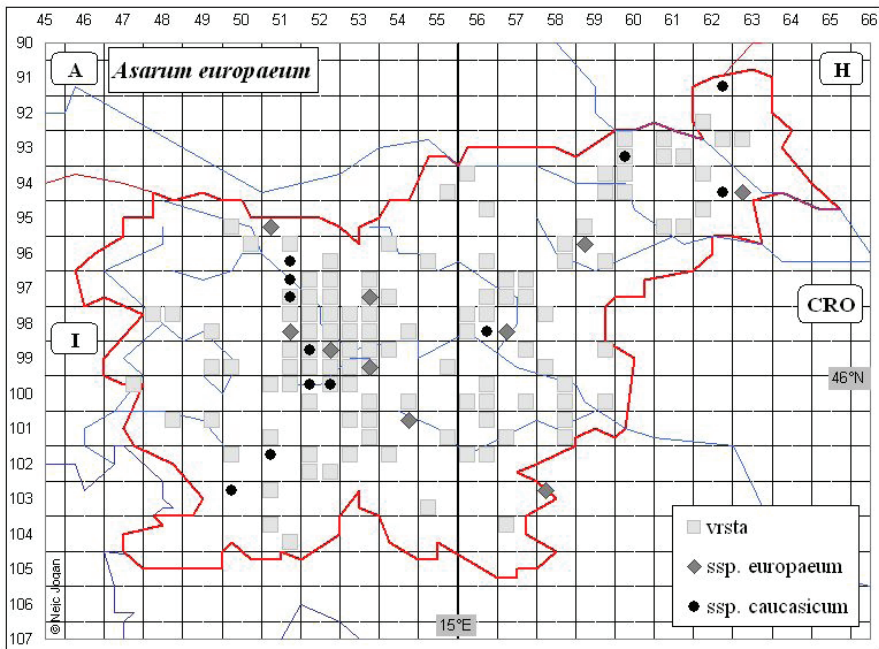 45 46 47 48 49 50 51 52 53 54 55 56 57 58 59 60 61 62 63 64 65 66
90
91
92
93
94
95
96
97
98
99
100
101
102
103
104
105
106
107
A
Asarum europaeum
H
I
CRO
46°N
15°E
vrsta
ssp. europaeum
ssp. caucasicum
© Nejc Jogan